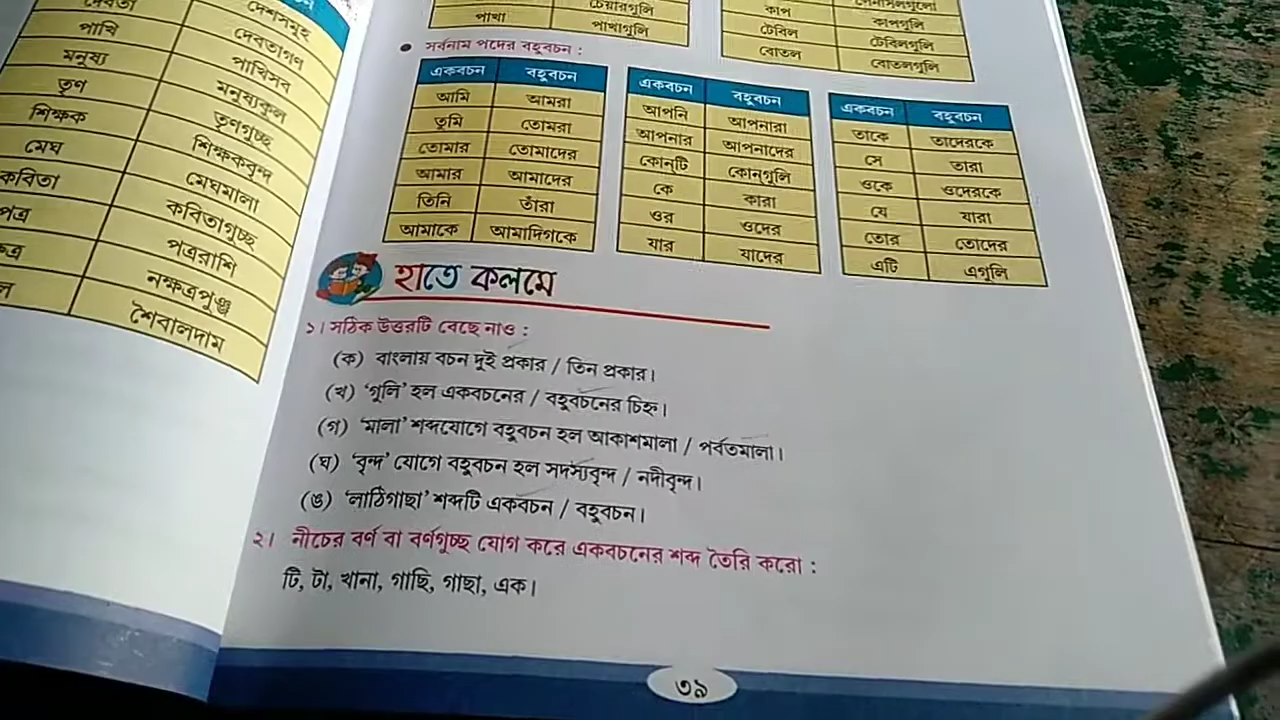 দেবতা দেশসমূহ
পাখি দেবতাগণ
মনুষ্য পাখিসব
তৃণ মনুষ্যকুল
শিক্ষক তৃণগুচ্ছ
মেঘ শিক্ষকবৃন্দ
কবিতা মেঘমালা
পত্র কবিতাগুচ্ছ
পত্ররাশি
নক্ষত্রপুঞ্জ
শৈবালদাম
চেয়ারগুলি
পাখা পাখাগুলি
পেনসিলগুলো
কাপ কাপগুলি
টেবিল টেবিলগুলি
বোতল বোতলগুলি
● সর্বনাম পদের বহুবচন :
একবচন বহুবচন
আমি আমরা
তুমি তোমরা
তোমার তোমাদের
আমার আমাদের
তিনি তাঁরা
আমাকে আমাদিগকে
একবচন বহুবচন
আপনি আপনারা
আপনার আপনাদের
কোন্‌টি কোন্‌গুলি
কে কারা
ওর ওদের
যার যাদের
একবচন বহুবচন
তাকে তাদেরকে
সে তারা
ওকে ওদেরকে
যে যারা
তোর তোদের
এটি এগুলি
হাতে কলমে
১। সঠিক উত্তরটি বেছে নাও :
(ক) বাংলায় বচন দুই প্রকার / তিন প্রকার।
(খ) ‘গুলি’ হল একবচনের / বহুবচনের চিহ্ন।
(গ) ‘মালা’ শব্দযোগে বহুবচন হল আকাশমালা / পর্বতমালা।
(ঘ) ‘বৃন্দ’ যোগে বহুবচন হল সদস্যবৃন্দ / নদীবৃন্দ।
(ঙ) ‘লাঠিগাছা’ শব্দটি একবচন / বহুবচন।
২। নীচের বর্ণ বা বর্ণগুচ্ছ যোগ করে একবচনের শব্দ তৈরি করো :
টি, টা, খানা, গাছি, গাছা, এক।
৩৯